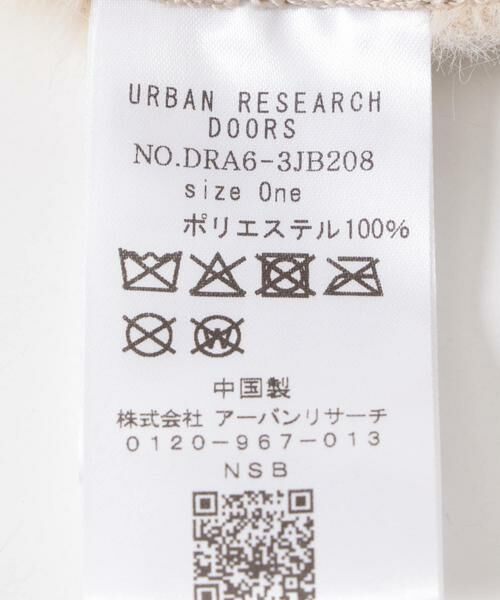 URBAN RESEARCH
DOORS
NO.DRA6-3JB208
size One
ポリエステル100%
W
中国製
株式会社 アーバンリサーチ
0120-967-013
NSB